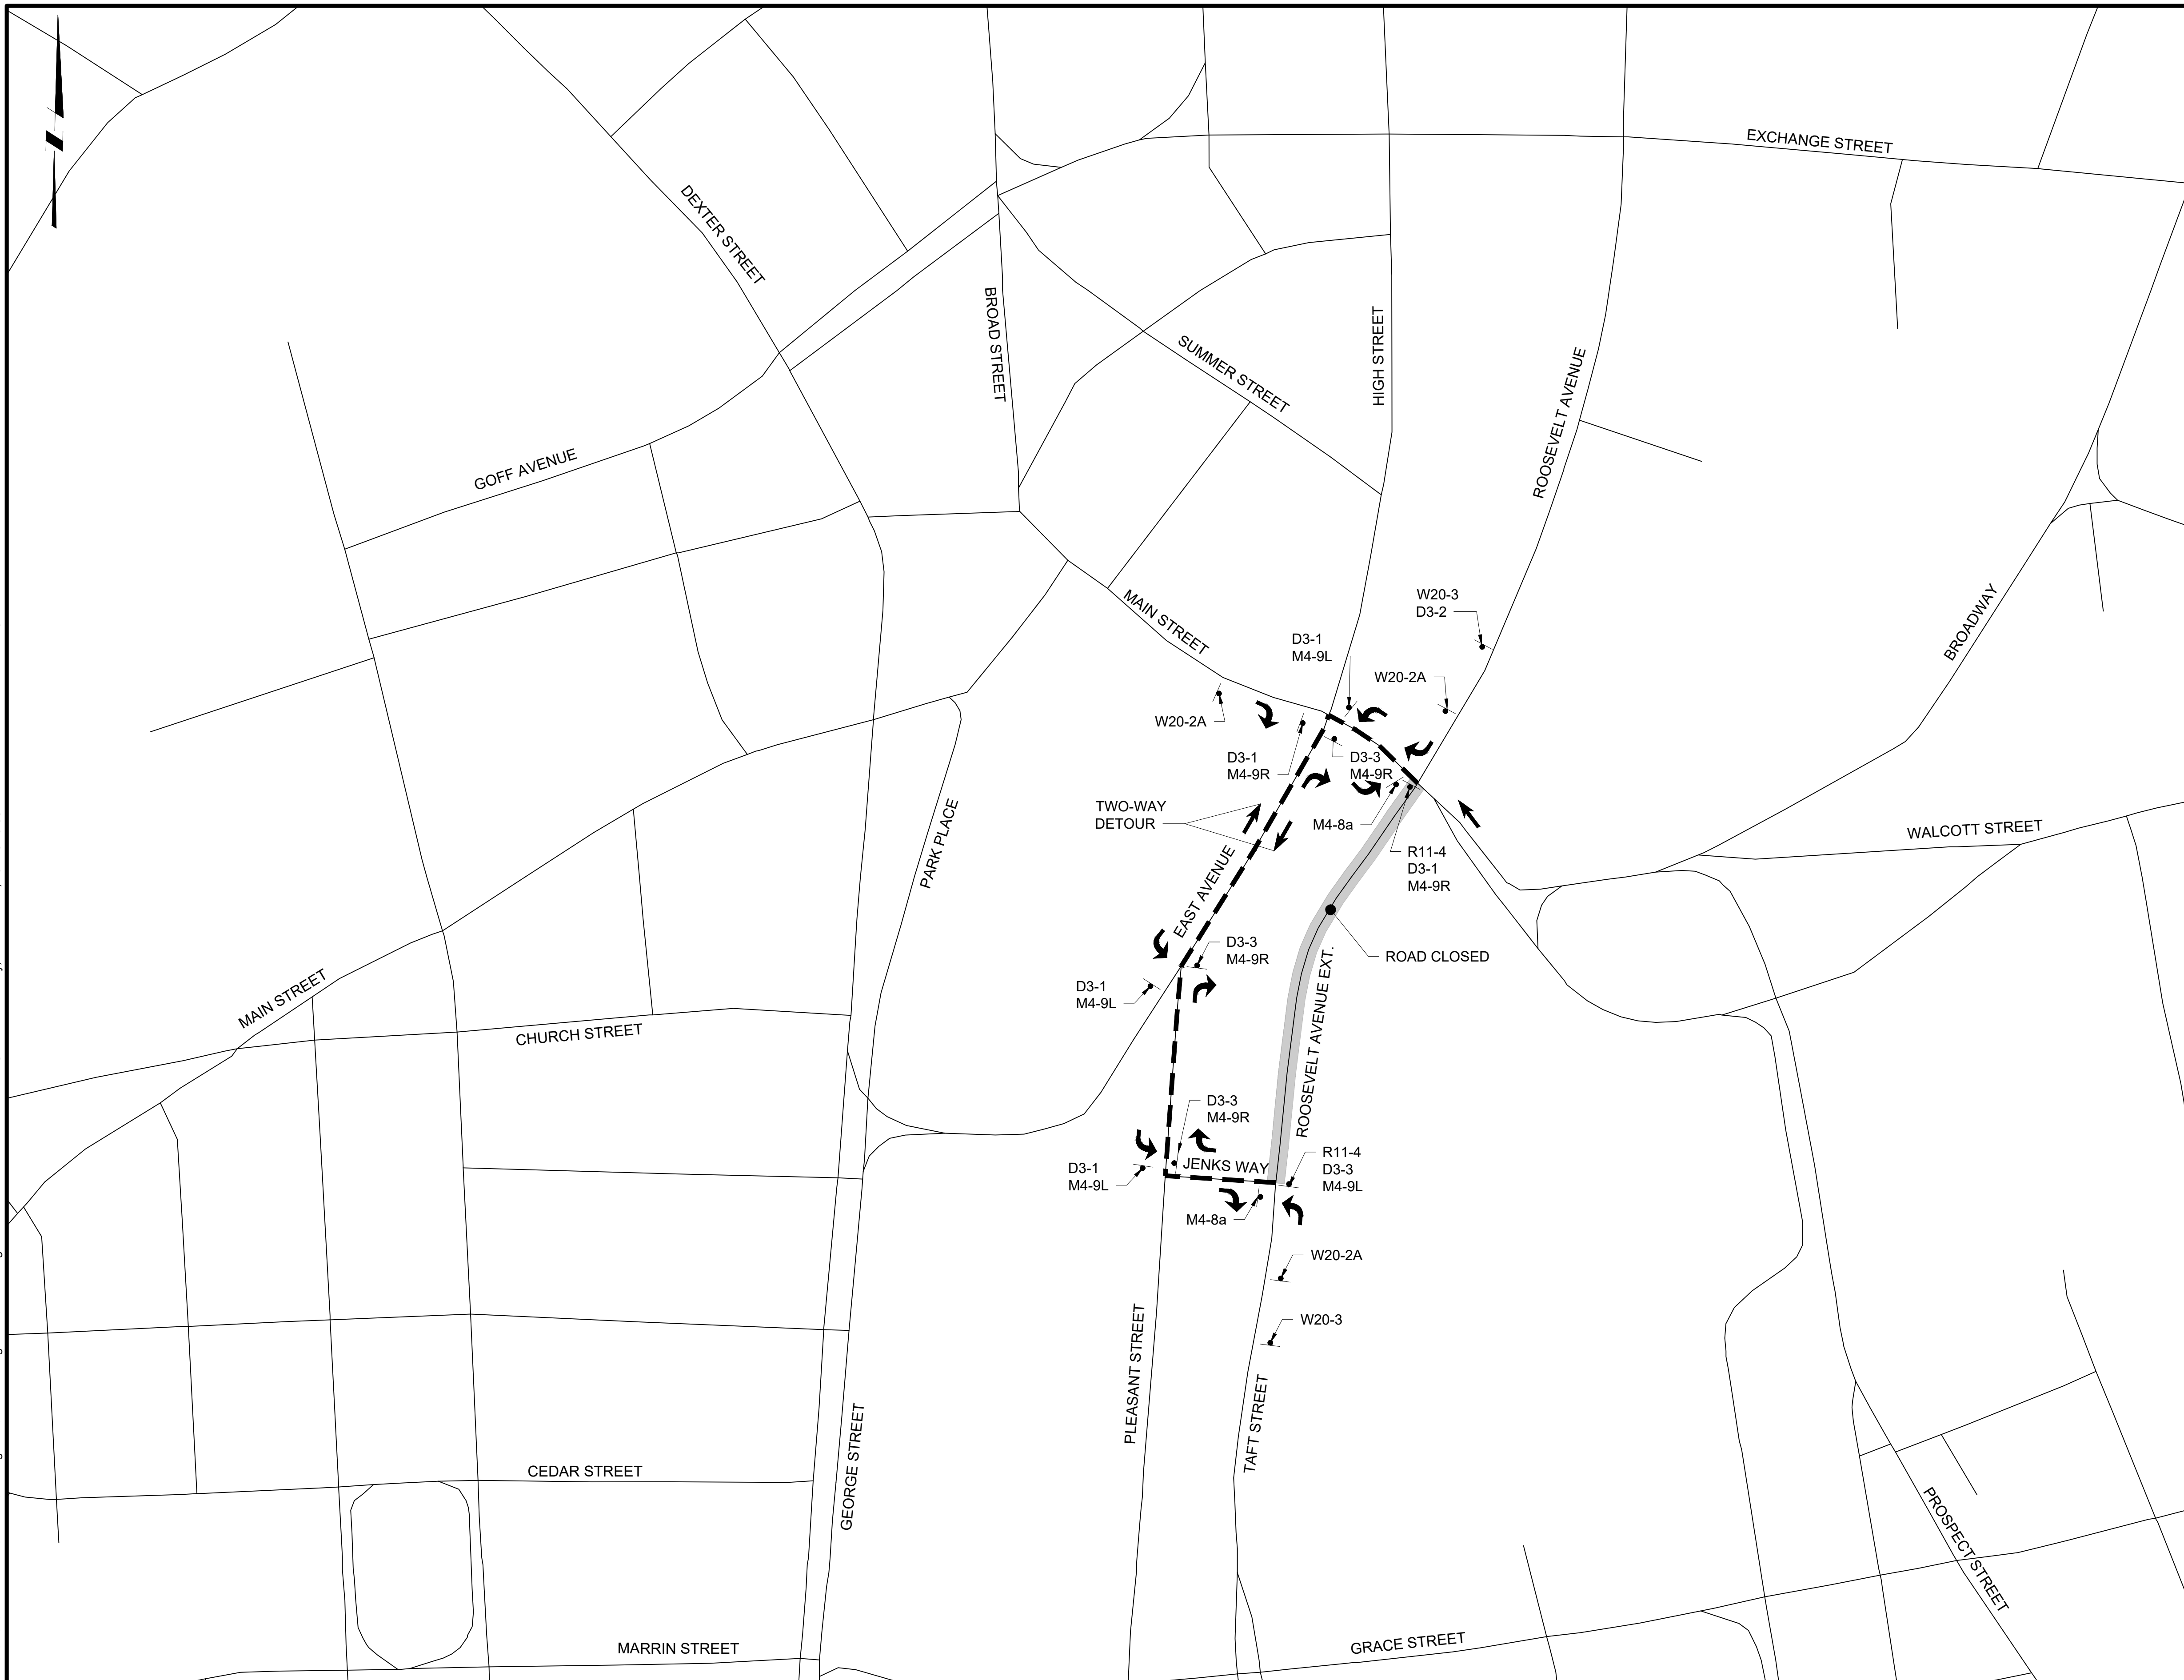 EXCHANGE STREET
DEXTER STREET
BROAD STREET
HIGH STREET
SUMMER STREET
ROOSEVELT AVENUE
GOFF AVENUE
MAIN STREET
W20-3
D3-2
BROADWAY
D3-1
M4-9L
W20-2A
W20-2A
D3-1
M4-9R
D3-3
M4-9R
TWO-WAY
DETOUR
M4-8a
PARK PLACE
WALCOTT STREET
R11-4
D3-1
M4-9R
EAST AVENUE
D3-3
M4-9R
ROAD CLOSED
D3-1
M4-9L
MAIN STREET
CHURCH STREET
ROOSEVELT AVENUE EXT.
D3-3
M4-9R
JENKS WAY
D3-1
M4-9L
R11-4
D3-3
M4-9L
M4-8a
W20-2A
W20-3
PLEASANT STREET
TAFT STREET
GEORGE STREET
CEDAR STREET
PROSPECT STREET
MARRIN STREET
GRACE STREET